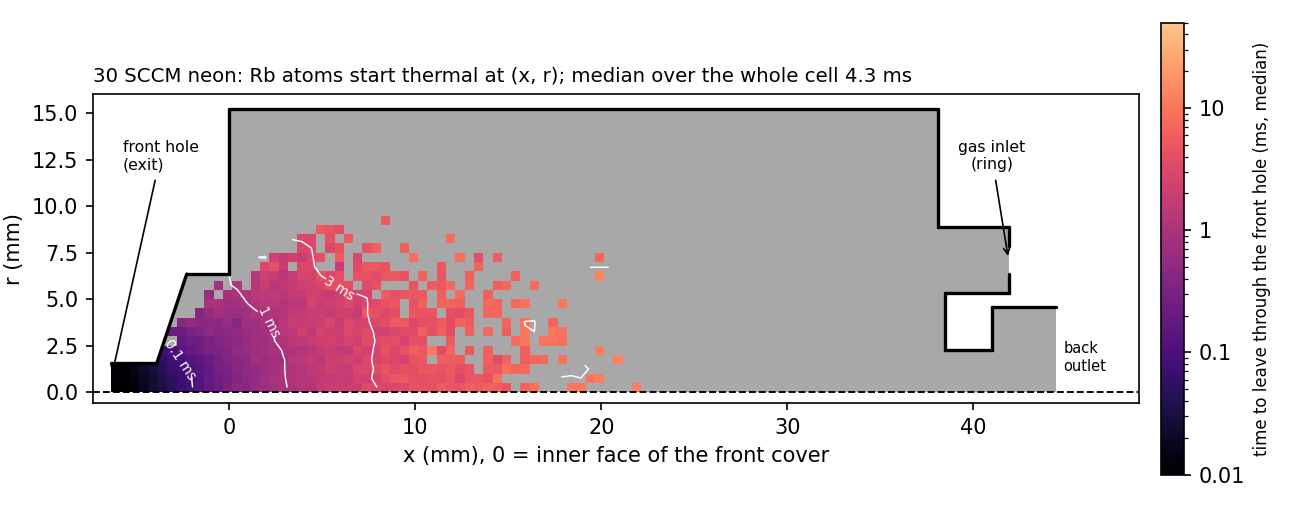 30 SCCM neon: Rb atoms start thermal at (x, r); median over the whole cell 4.3 ms
15.0
12.5
10.0
7.5
5.0
2.5
0.0
r (mm)
front hole
(exit)
gas inlet
(ring)
back
outlet
0.1 ms
1 ms
3 ms
0
10
20
30
40
x (mm), 0 = inner face of the front cover
10
1
0.1
0.01
time to leave through the front hole (ms, median)